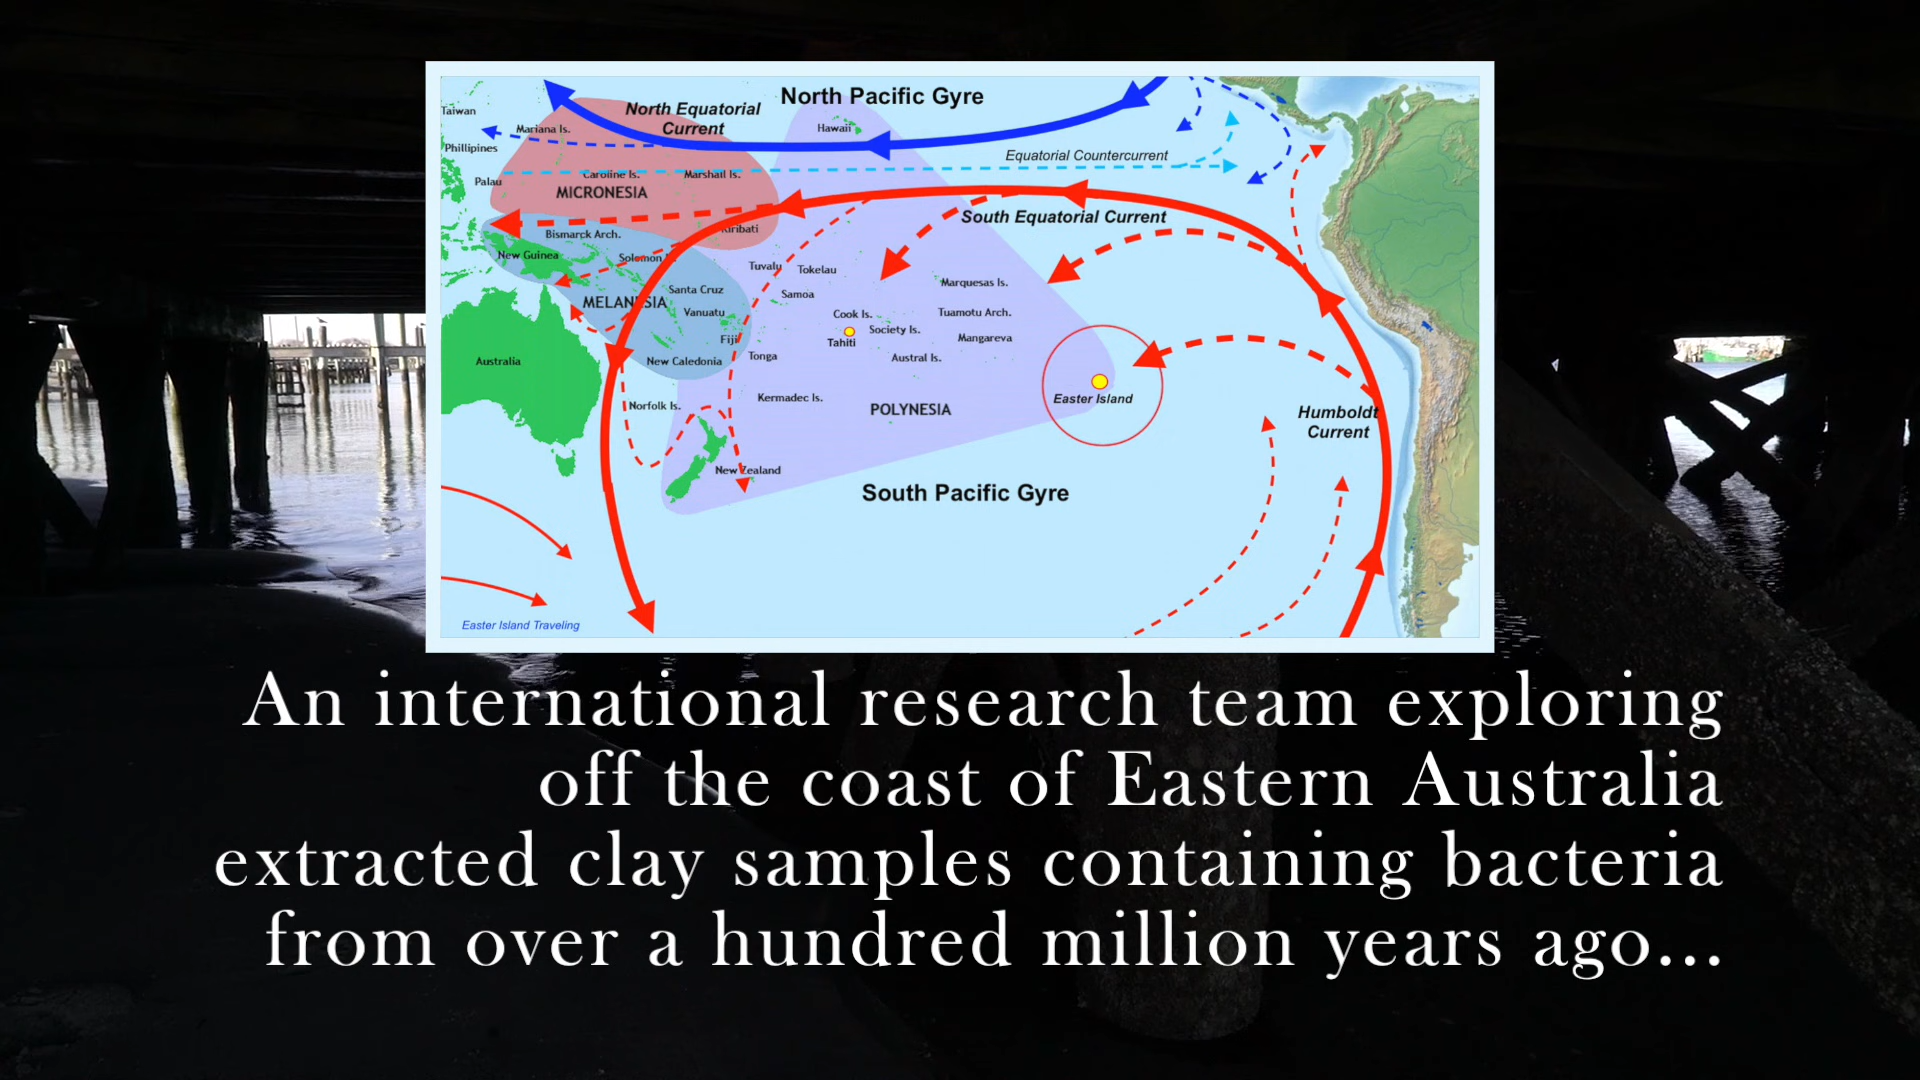 North Pacific Gyre
North Equatorial
Current
Taiwan
Mariana Is.
Hawaii
Phillipines
Equatorial Countercurrent
Palau
Caroline Is.
Marshall Is.
MICRONESIA
South Equatorial Current
Bismarck Arch.
Kiribati
New Guinea
Solomon
Tuvalu
Tokelau
Santa Cruz
Samoa
Marquesas Is.
MELANESIA
Vanuatu
Cook Is.
Tuamotu Arch.
Society Is.
Fiji
Tahiti
Mangareva
Australia
New Caledonia
Tonga
Austral Is.
Kermadec Is.
Easter Island
Norfolk Is.
POLYNESIA
Humboldt
Current
New Zealand
South Pacific Gyre
Easter Island Traveling
An international research team exploring
off the coast of Eastern Australia
extracted clay samples containing bacteria
from over a hundred million years ago...